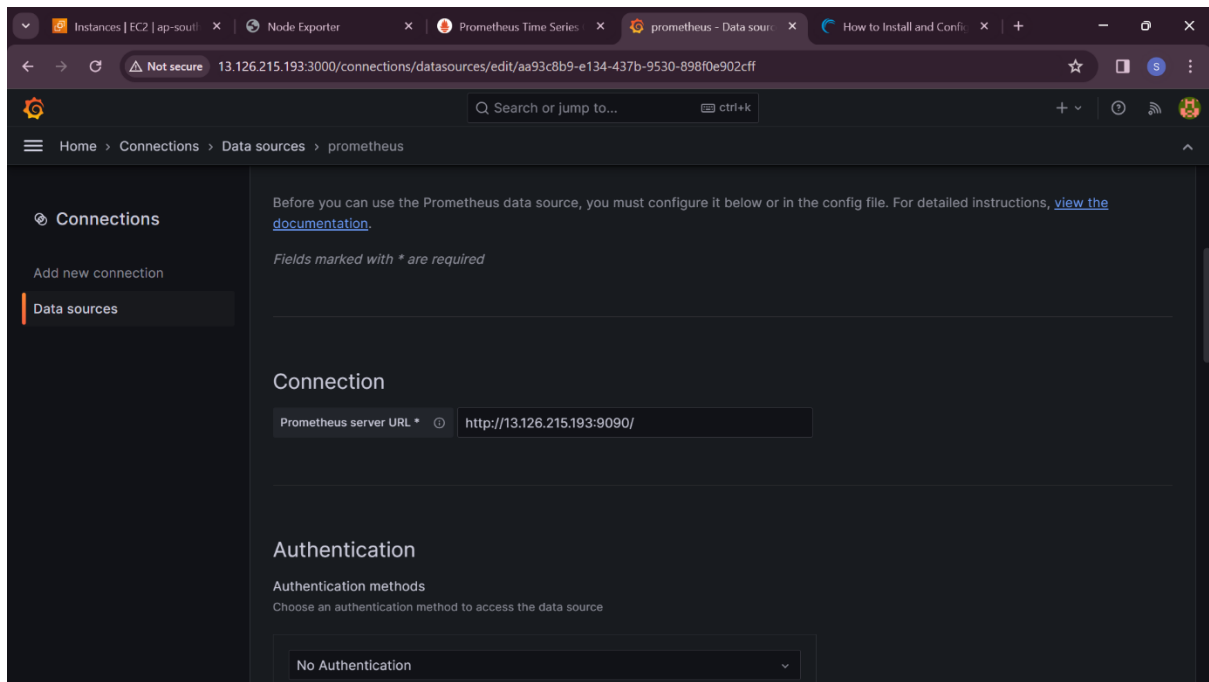 Instances | EC2 | ap-south
Node Exporter
Prometheus Time Series
prometheus - Data sourc
How to Install and Config
Not secure
13.126.215.193:3000/connections/datasources/edit/aa93c8b9-e134-437b-9530-898f0e902cff
S
Search or jump to...
ctrl+k
Home › Connections › Data sources › prometheus
Connections
Add new connection
Data sources
Before you can use the Prometheus data source, you must configure it below or in the config file. For detailed instructions, view the
documentation.
Fields marked with * are required
Connection
Prometheus server URL *
http://13.126.215.193:9090/
Authentication
Authentication methods
Choose an authentication method to access the data source
No Authentication